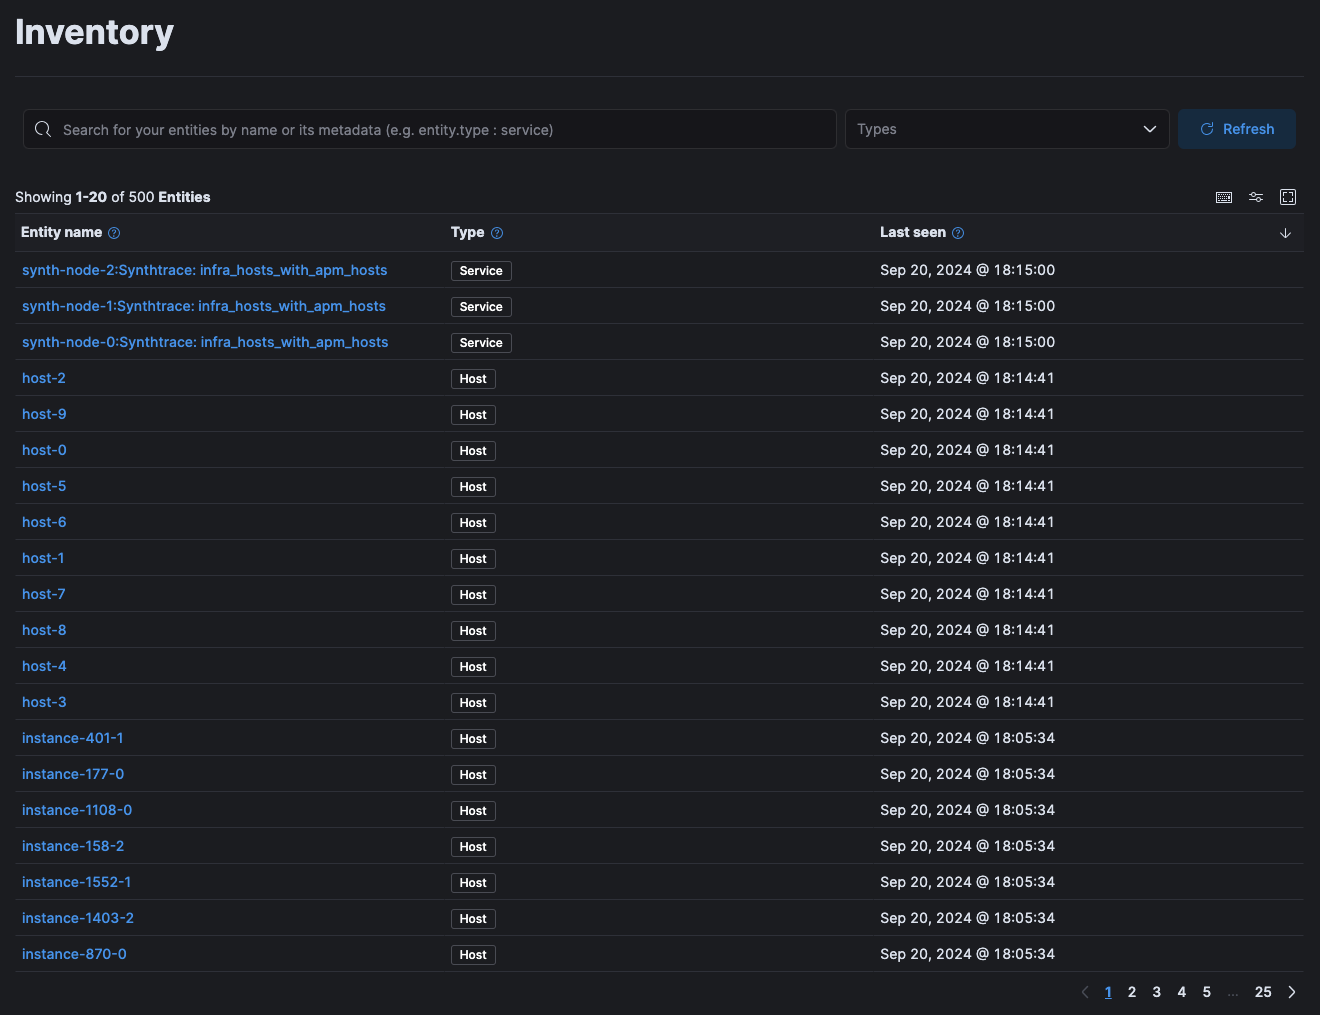 Inventory
Search for your entities by name or its metadata (e.g. entity.type : service)
Types
Refresh
Showing 1-20 of 500 Entities
Entity name Type Last seen
synth-node-2:Synthtrace: infra_hosts_with_apm_hosts Service Sep 20, 2024 @ 18:15:00
synth-node-1:Synthtrace: infra_hosts_with_apm_hosts Service Sep 20, 2024 @ 18:15:00
synth-node-0:Synthtrace: infra_hosts_with_apm_hosts Service Sep 20, 2024 @ 18:15:00
host-2 Host Sep 20, 2024 @ 18:14:41
host-9 Host Sep 20, 2024 @ 18:14:41
host-0 Host Sep 20, 2024 @ 18:14:41
host-5 Host Sep 20, 2024 @ 18:14:41
host-6 Host Sep 20, 2024 @ 18:14:41
host-1 Host Sep 20, 2024 @ 18:14:41
host-7 Host Sep 20, 2024 @ 18:14:41
host-8 Host Sep 20, 2024 @ 18:14:41
host-4 Host Sep 20, 2024 @ 18:14:41
host-3 Host Sep 20, 2024 @ 18:14:41
instance-401-1 Host Sep 20, 2024 @ 18:05:34
instance-177-0 Host Sep 20, 2024 @ 18:05:34
instance-1108-0 Host Sep 20, 2024 @ 18:05:34
instance-158-2 Host Sep 20, 2024 @ 18:05:34
instance-1552-1 Host Sep 20, 2024 @ 18:05:34
instance-1403-2 Host Sep 20, 2024 @ 18:05:34
instance-870-0 Host Sep 20, 2024 @ 18:05:34
1 2 3 4 5 ... 25